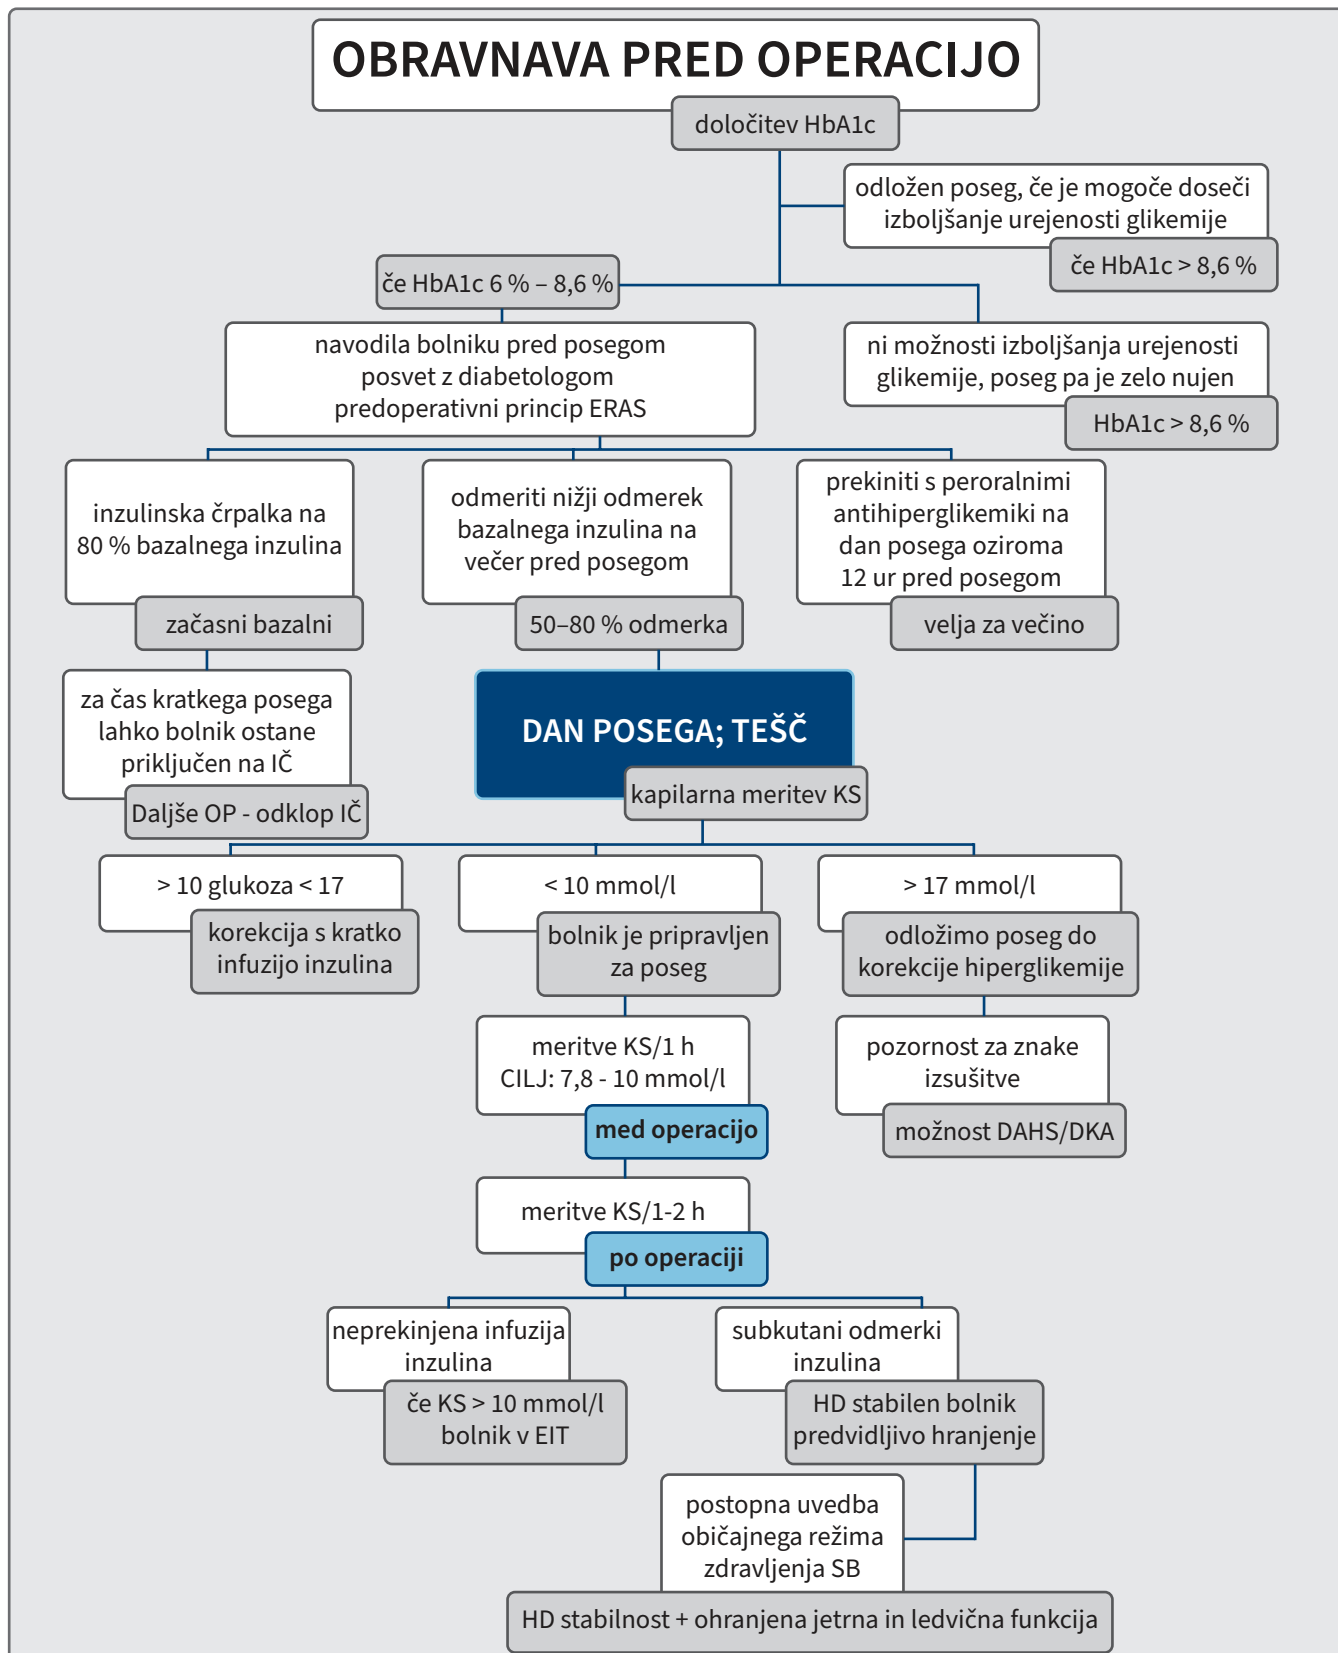 OBRAVNAVA PRED OPERACIJO
določitev HbA1c
odložen poseg, če je mogoče doseči
izboljšanje urejenosti glikemije
če HbA1c > 8,6 %
če HbA1c 6 % – 8,6 %
navodila bolniku pred posegom
posvet z diabetologom
predoperativni princip ERAS
ni možnosti izboljšanja urejenosti
glikemije, poseg pa je zelo nujen
HbA1c > 8,6 %
inzulinska črpalka na
80 % bazalnega inzulina
začasni bazalni
odmeriti nižji odmerek
bazalnega inzulina na
večer pred posegom
50–80 % odmerka
prekiniti s peroralnimi
antihiperglikemiki na
dan posega oziroma
12 ur pred posegom
velja za večino
za čas kratkega posega
lahko bolnik ostane
priključen na IČ
Daljše OP - odklop IČ
DAN POSEGA; TEŠČ
kapilarna meritev KS
> 10 glukoza < 17
korekcija s kratko
infuzijo inzulina
< 10 mmol/l
bolnik je pripravljen
za poseg
> 17 mmol/l
odložimo poseg do
korekcije hiperglikemije
meritve KS/1 h
CILJ: 7,8 - 10 mmol/l
med operacijo
pozornost za znake
izsušitve
možnost DAHS/DKA
meritve KS/1-2 h
po operaciji
neprekinjena infuzija
inzulina
če KS > 10 mmol/l
bolnik v EIT
subkutani odmerki
inzulina
HD stabilen bolnik
predvidljivo hranjenje
postopna uvedba
običajnega režima
zdravljenja SB
HD stabilnost + ohranjena jetrna in ledvična funkcija